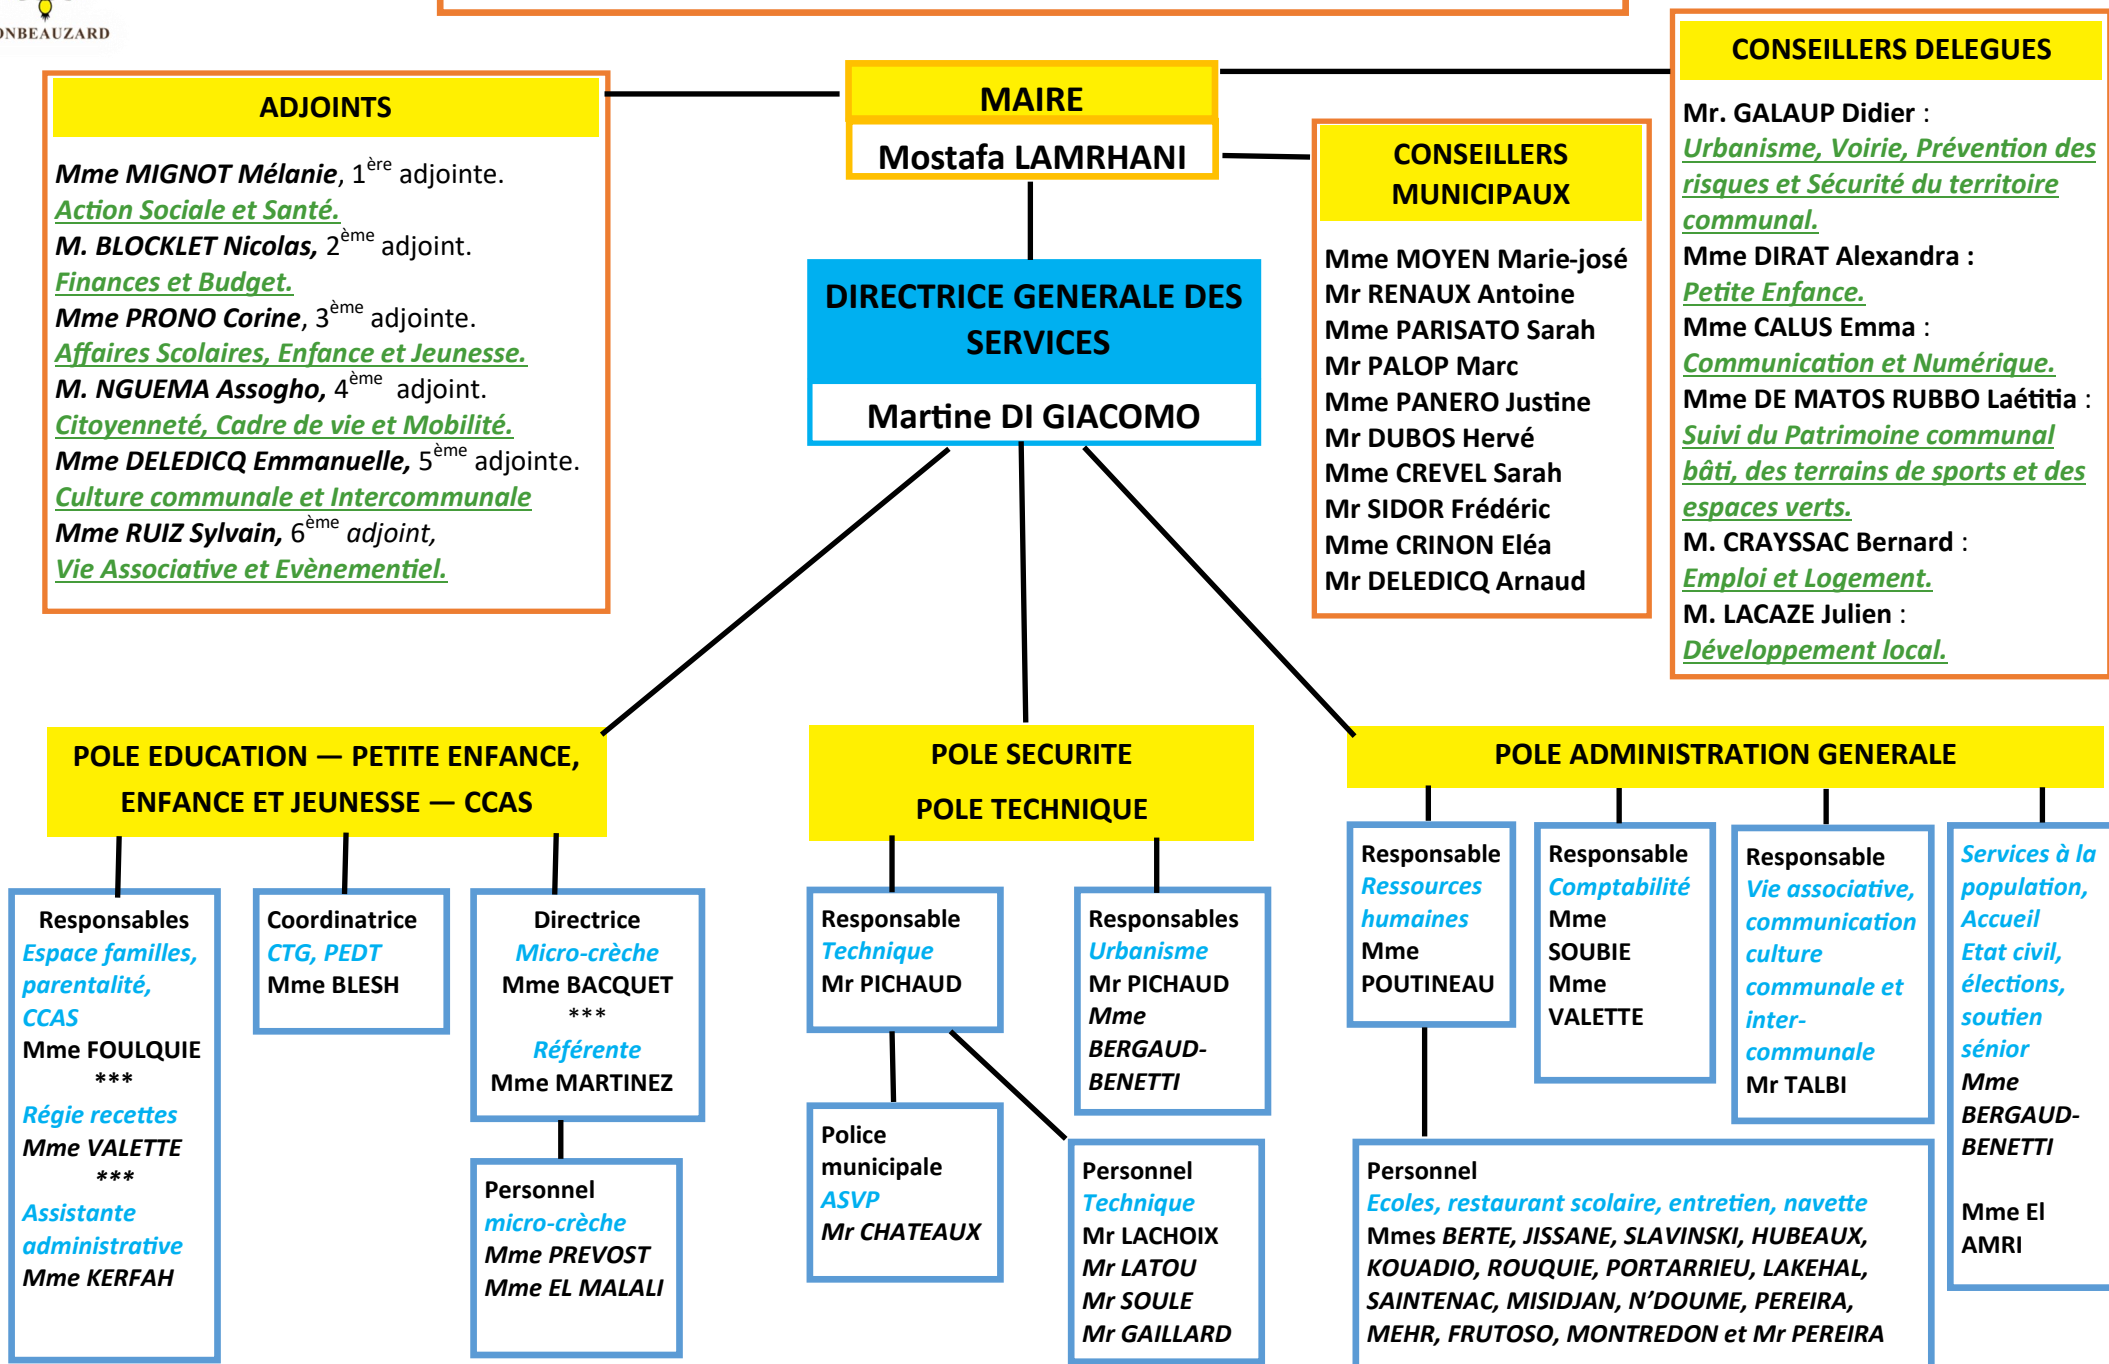 ONBEAUZARD
ADJOINTS
Mme MIGNOT Mélanie, 1ère adjointe.
Action Sociale et Santé.
M. BLOCKLET Nicolas, 2ème adjoint.
Finances et Budget.
Mme PRONO Corine, 3ème adjointe.
Affaires Scolaires, Enfance et Jeunesse.
M. NGUEMA Assogho, 4ème adjoint.
Citoyenneté, Cadre de vie et Mobilité.
Mme DELEDICQ Emmanuelle, 5ème adjointe.
Culture communale et Intercommunale
Mme RUIZ Sylvain, 6ème adjoint,
Vie Associative et Evènementiel.
MAIRE
Mostafa LAMRHANI
DIRECTRICE GENERALE DES
SERVICES
Martine DI GIACOMO
CONSEILLERS
MUNICIPAUX
Mme MOYEN Marie-josé
Mr RENAUX Antoine
Mme PARISATO Sarah
Mr PALOP Marc
Mme PANERO Justine
Mr DUBOS Hervé
Mme CREVEL Sarah
Mr SIDOR Frédéric
Mme CRINON Eléa
Mr DELEDICQ Arnaud
CONSEILLERS DELEGUES
Mr. GALAUP Didier :
Urbanisme, Voirie, Prévention des
risques et Sécurité du territoire
communal.
Mme DIRAT Alexandra :
Petite Enfance.
Mme CALUS Emma :
Communication et Numérique.
Mme DE MATOS RUBBO Laétitia :
Suivi du Patrimoine communal
bâti, des terrains de sports et des
espaces verts.
M. CRAYSSAC Bernard :
Emploi et Logement.
M. LACAZE Julien :
Développement local.
POLE EDUCATION — PETITE ENFANCE,
ENFANCE ET JEUNESSE — CCAS
Responsables
Espace familles,
parentalité,
CCAS
Mme FOULQUIE
***
Régie recettes
Mme VALETTE
***
Assistante
administrative
Mme KERFAH
Coordinatrice
CTG, PEDT
Mme BLESH
Directrice
Micro-crèche
Mme BACQUET
***
Référente
Mme MARTINEZ
Personnel
micro-crèche
Mme PREVOST
Mme EL MALALI
POLE SECURITE
POLE TECHNIQUE
Responsable
Technique
Mr PICHAUD
Responsables
Urbanisme
Mr PICHAUD
Mme
BERGAUD-
BENETTI
Police
municipale
ASVP
Mr CHATEAUX
Personnel
Technique
Mr LACHOIX
Mr LATOU
Mr SOULE
Mr GAILLARD
POLE ADMINISTRATION GENERALE
Responsable
Ressources
humaines
Mme
POUTINEAU
Responsable
Comptabilité
Mme
SOUBIE
Mme
VALETTE
Responsable
Vie associative,
communication
culture
communale et
inter-
communale
Mr TALBI
Services à la
population,
Accueil
Etat civil,
élections,
soutien
sénior
Mme
BERGAUD-
BENETTI
Mme El
AMRI
Personnel
Ecoles, restaurant scolaire, entretien, navette
Mmes BERTE, JISSANE, SLAVINSKI, HUBEAUX,
KOUADIO, ROUQUIE, PORTARRIEU, LAKEHAL,
SAINTENAC, MISIDJAN, N'DOUME, PEREIRA,
MEHR, FRUTOSO, MONTREDON et Mr PEREIRA